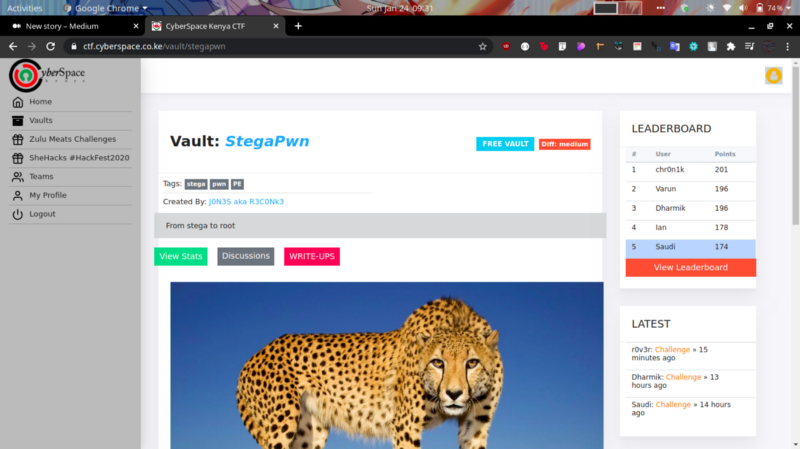 Activities
Google Chrome
Sun Jan 24 09:31
74%
New story – Medium
CyberSpace Kenya CTF
ctf.cyberspace.co.ke/vault/stegapwn
CyberSpace
Home
Vaults
Zulu Meats Challenges
SheHacks #HackFest2020
Teams
My Profile
Logout
Vault: StegaPwn
FREE VAULT
Diff: medium
Tags: stega pwn PE
Created By: J0N3S aka R3C0Nk3
From stega to root
View Stats
Discussions
WRITE-UPS
LEADERBOARD
# User Points
1 chr0n1k 201
2 Varun 196
3 Dharmik 196
4 Ian 178
5 Saudi 174
View Leaderboard
LATEST
r0v3r: Challenge » 15
minutes ago
Dharmik: Challenge » 13
hours ago
Saudi: Challenge » 14 hours
ago